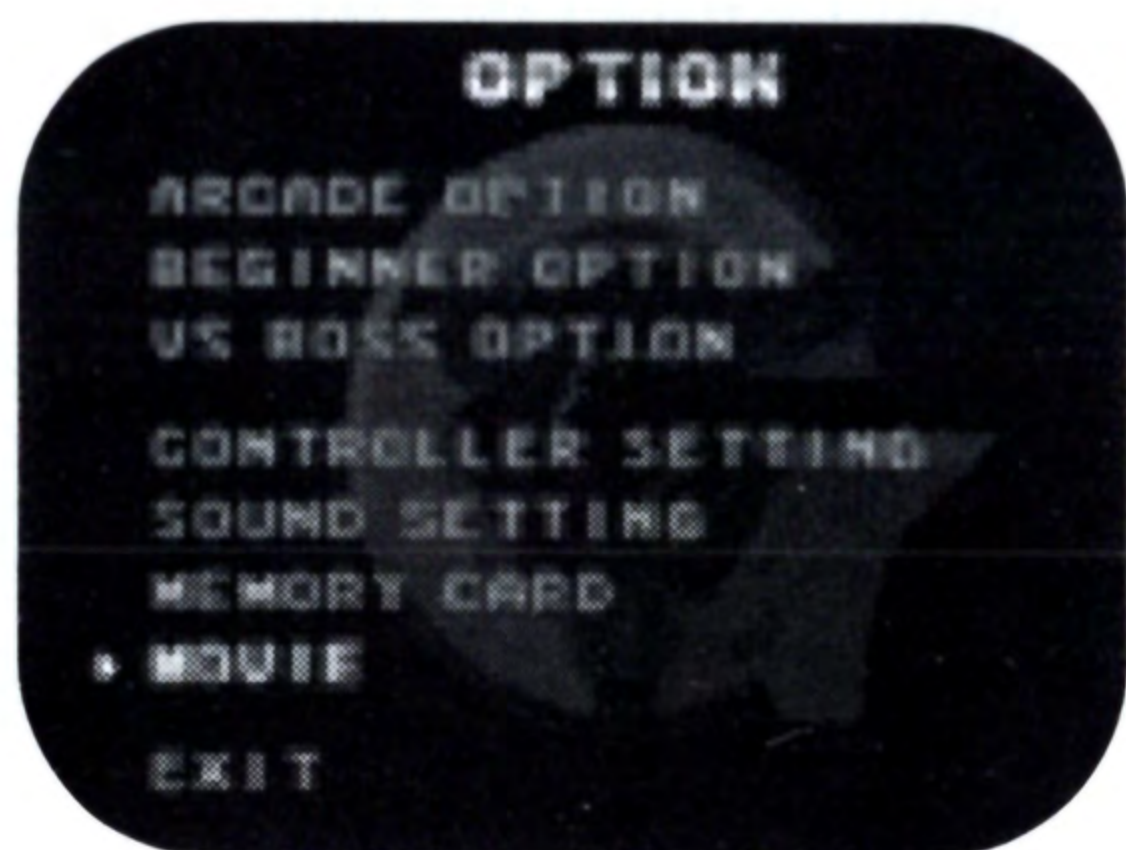 OPTION
ARCADE OPTION
BEGINNER OPTION
VS BOSS OPTION
CONTROLLER SETTING
SOUND SETTING
MEMORY CARD
MOVIE
EXIT